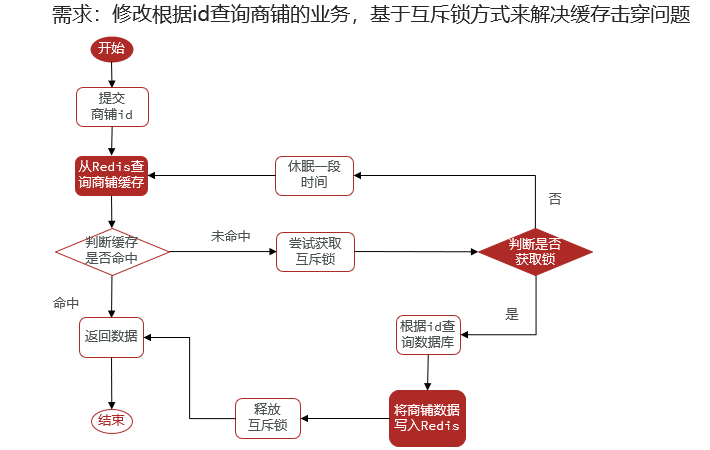 需求：修改根据id查询商铺的业务，基于互斥锁方式来解决缓存击穿问题
开始
提交
商铺id
从Redis查
询商铺缓存
休眠一段
时间
否
判断缓存
是否命中
未命中
尝试获取
互斥锁
判断是否
获取锁
命中
是
返回数据
根据id查
询数据库
结束
释放
互斥锁
将商铺数据
写入Redis